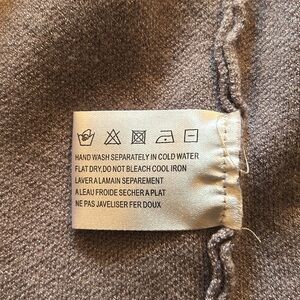 HAND WASH SEPARATELY IN COLD WATER
FLAT DRY,DO NOT BLEACH COOL IRON
LAVER A LAMAIN SEPAREMENT
A LEAU FROIDE SECHER A PLAT
NE PAS JAVELISER FER DOUX